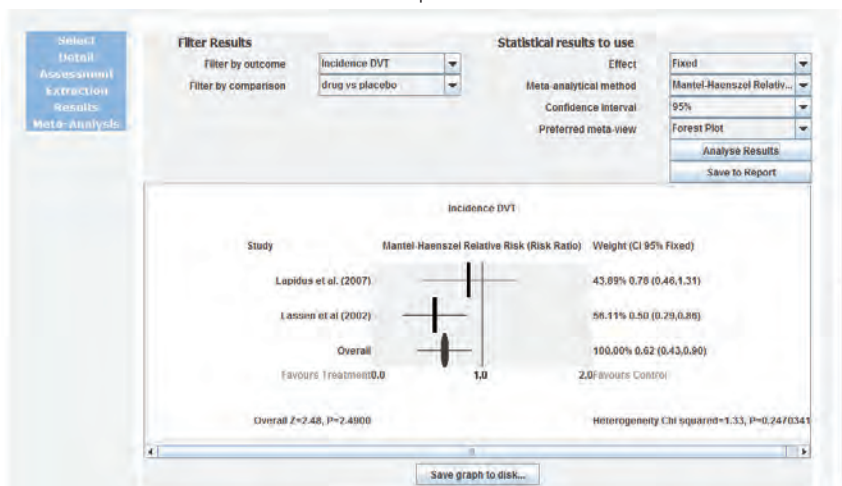 Select
Detail
Assessment
Extraction
Results
Meta-Analysis
Filter Results
Filter by outcome Incidence DVT
Filter by comparison drug vs placebo
Statistical results to use
Effect Fixed
Meta-analytical method Mantel-Haenszel Relativ...
Confidence interval 95%
Preferred meta-view Forest Plot
Analyse Results
Save to Report
Incidence DVT
Study Mantel-Haenszel Relative Risk (Risk Ratio) Weight (CI 95% Fixed)
Lapidus et al. (2007) 43.89% 0.78 (0.46,1.31)
Lassen et al (2002) 56.11% 0.50 (0.29,0.86)
Overall 100.00% 0.62 (0.43,0.90)
Favours Treatment0.0 1.0 2.0Favours Control
Overall Z=2.48, P=2.4900 Heterogeneity Chi squared=1.33, P=0.2470341
Save graph to disk...